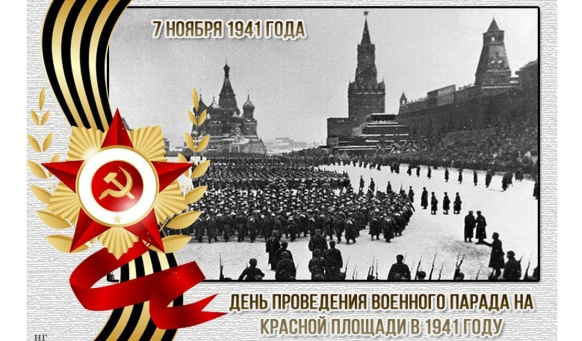 7 НОЯБРЯ 1941 ГОДА
ДЕНЬ ПРОВЕДЕНИЯ ВОЕННОГО ПАРАДА НА
КРАСНОЙ ПЛОЩАДИ В 1941 ГОДУ
НГ